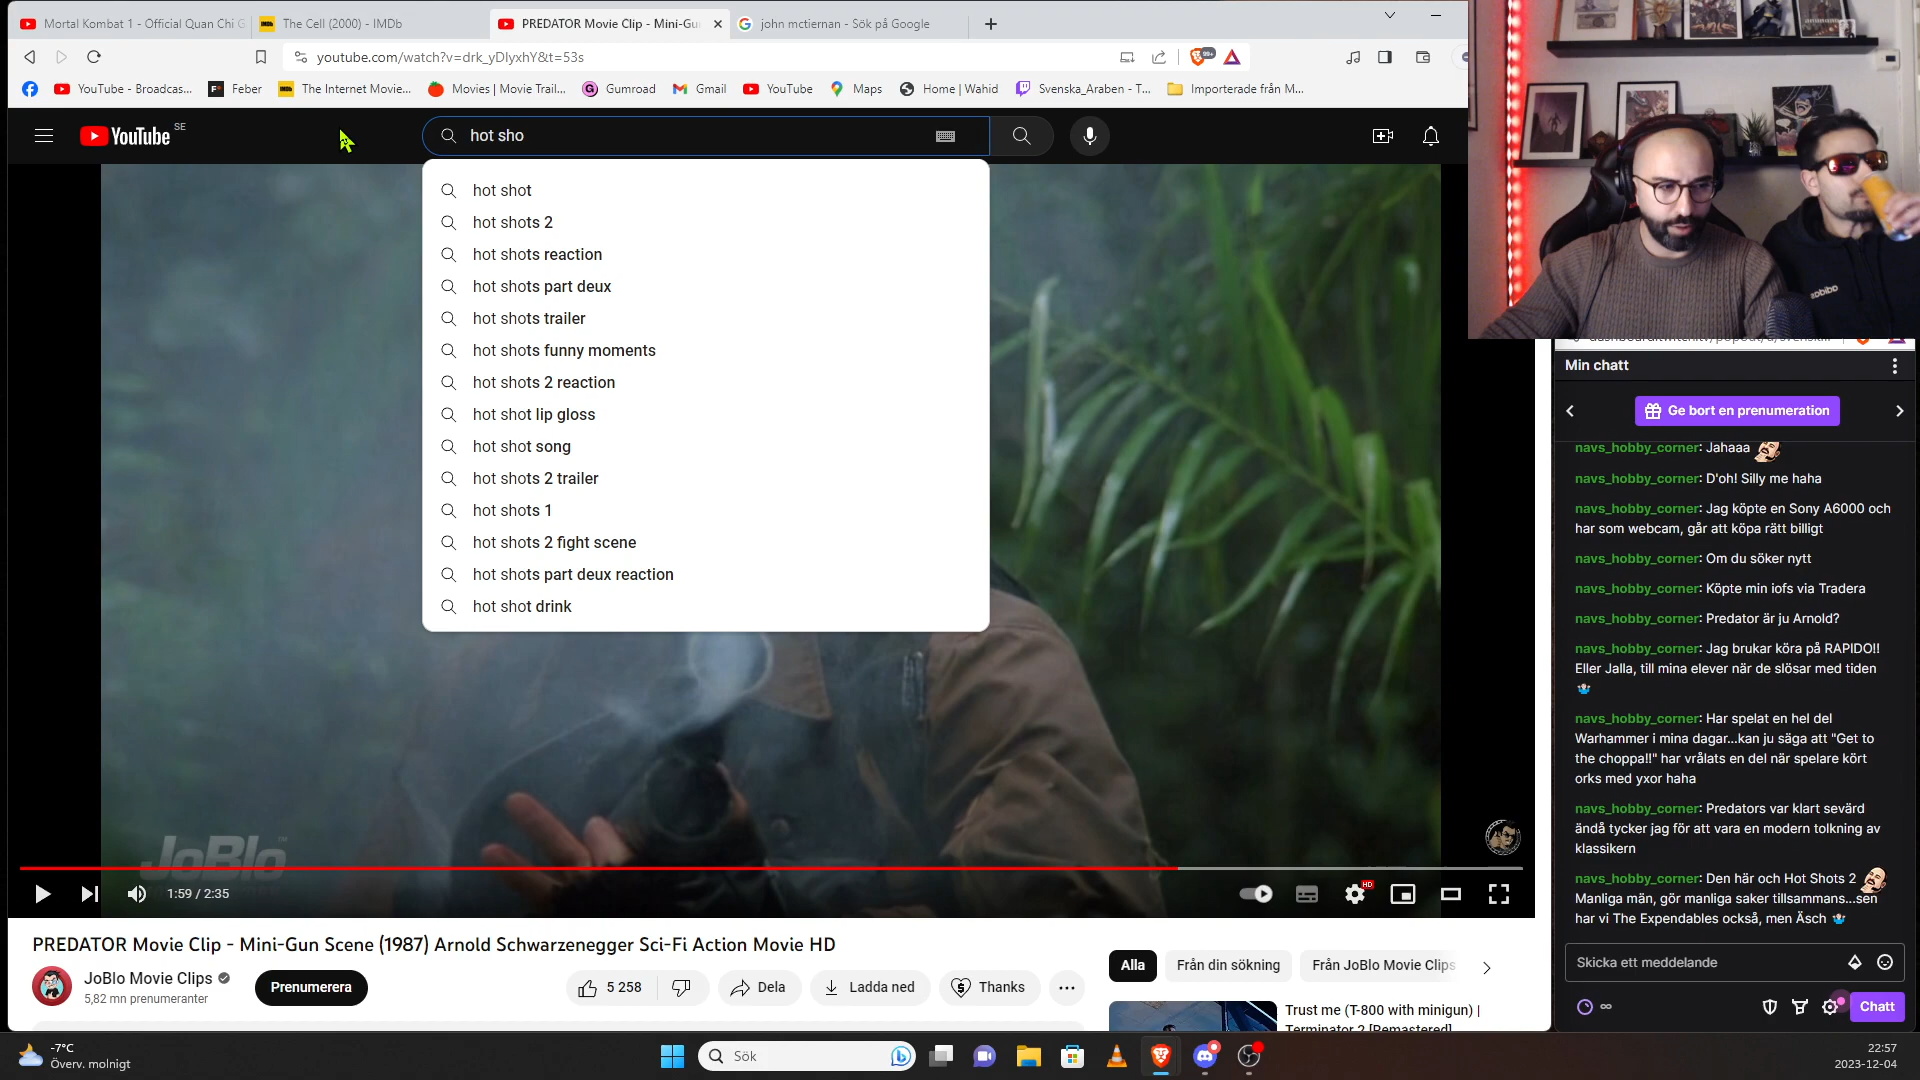 Mortal Kombat 1 - Official Quan Chi G
The Cell (2000) - IMDb
PREDATOR Movie Clip - Mini-Gu
john mctiernan - Sök på Google
youtube.com/watch?v=drk_yDIyxhY&t=53s
99+
YouTube - Broadcas...
Feber
The Internet Movie...
Movies | Movie Trail...
Gumroad
Gmail
YouTube
Maps
Home | Wahid
Svenska_Araben - T...
Importerade från M...
YouTube SE
hot sho
hot shot
hot shots 2
hot shots reaction
hot shots part deux
hot shots trailer
hot shots funny moments
hot shots 2 reaction
hot shot lip gloss
hot shot song
hot shots 2 trailer
hot shots 1
hot shots 2 fight scene
hot shots part deux reaction
hot shot drink
JoBlo
1:59 / 2:35
HD
PREDATOR Movie Clip - Mini-Gun Scene (1987) Arnold Schwarzenegger Sci-Fi Action Movie HD
JoBlo Movie Clips
5,82 mn prenumeranter
Prenumerera
5 258
Dela
Ladda ned
Thanks
Alla
Från din sökning
Från JoBlo Movie Clips
Trust me (T-800 with minigun) |
Terminator 2 [Remastered]
adidas
Min chatt
Ge bort en prenumeration
navs_hobby_corner: Jahaaa
navs_hobby_corner: D'oh! Silly me haha
navs_hobby_corner: Jag köpte en Sony A6000 och
har som webcam, går att köpa rätt billigt
navs_hobby_corner: Om du söker nytt
navs_hobby_corner: Köpte min iofs via Tradera
navs_hobby_corner: Predator är ju Arnold?
navs_hobby_corner: Jag brukar köra på RAPIDO!!
Eller Jalla, till mina elever när de slösar med tiden
navs_hobby_corner: Har spelat en hel del
Warhammer i mina dagar...kan ju säga att "Get to
the choppa!!" har vrålats en del när spelare kört
orks med yxor haha
navs_hobby_corner: Predators var klart sevärd
ändå tycker jag för att vara en modern tolkning av
klassikern
navs_hobby_corner: Den här och Hot Shots 2
Manliga män, gör manliga saker tillsammans...sen
har vi The Expendables också, men Äsch
Skicka ett meddelande
Chatt
-7°C
Överv. molnigt
Sök
22:57
2023-12-04